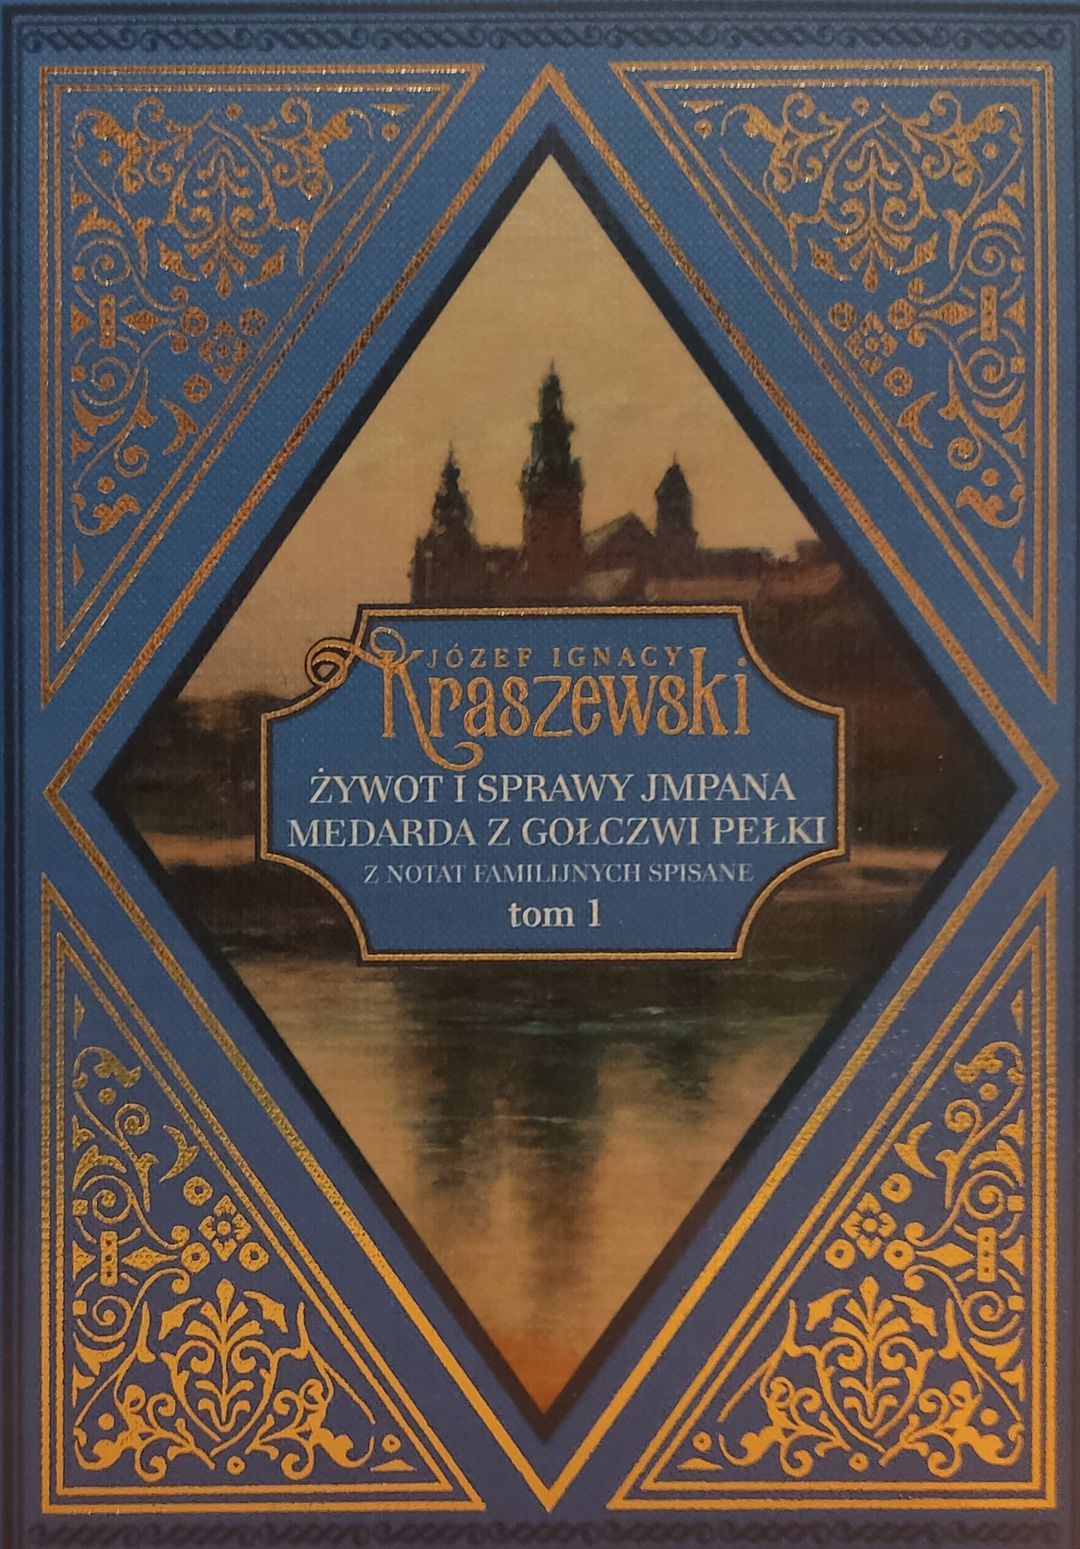 JÓZEF IGNACY
Kraszewski
ŻYWOT I SPRAWY JMPANA
MEDARDA Z GOŁCZWI PEŁKI
Z NOTAT FAMILIJNYCH SPISANE
tom 1